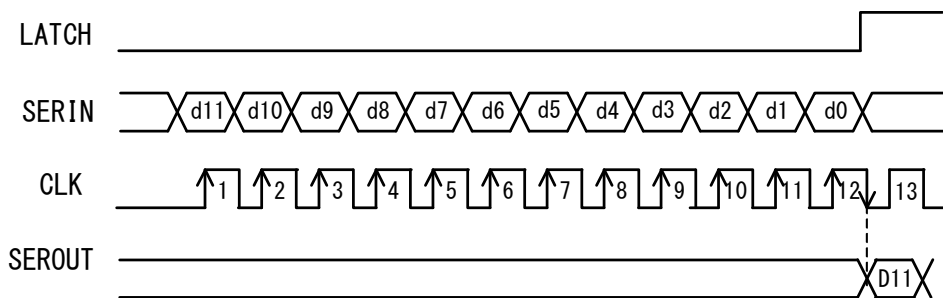 LATCH
SERIN d11 d10 d9 d8 d7 d6 d5 d4 d3 d2 d1 d0
CLK 1 2 3 4 5 6 7 8 9 10 11 12 13
SEROUT D11